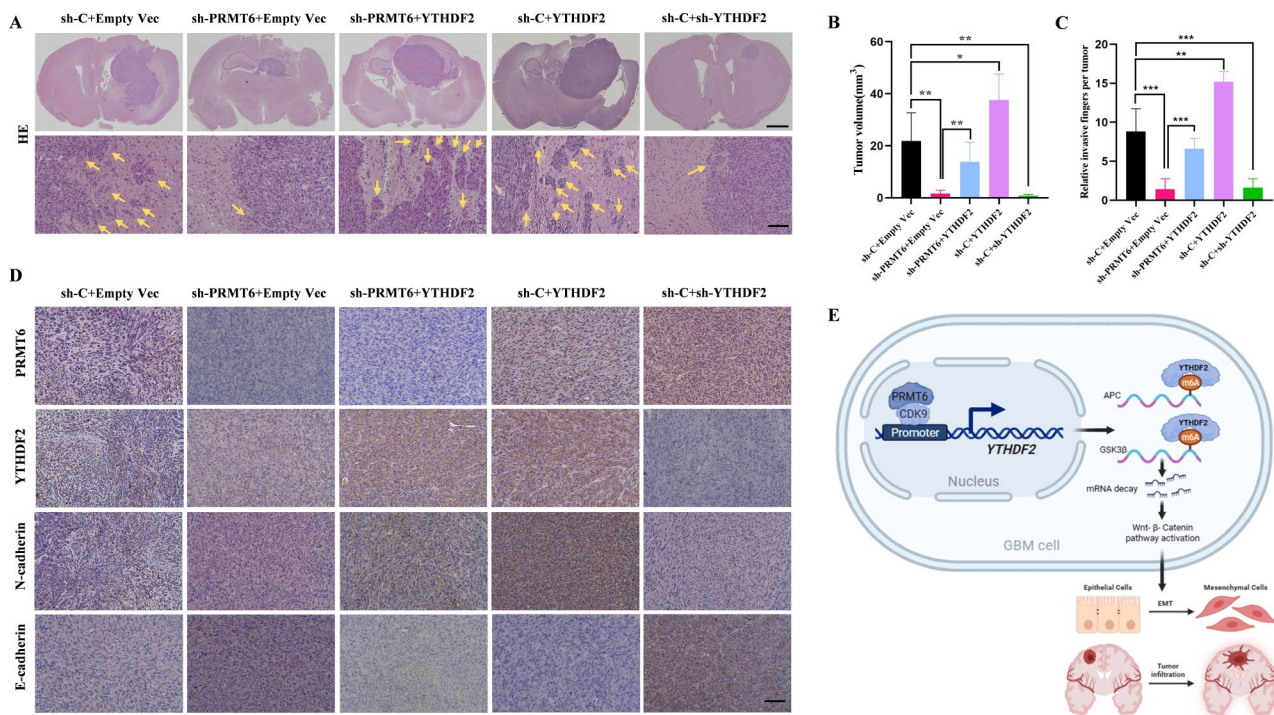 A
sh-C+Empty Vec
sh-PRMT6+Empty Vec
sh-PRMT6+YTHDF2
sh-C+YTHDF2
sh-C+sh-YTHDF2
HE
B
Tumor volume(mm³)
60
40
20
0
**
*
**
**
sh-C+Empty Vec
sh-PRMT6+Empty Vec
sh-PRMT6+YTHDF2
sh-C+YTHDF2
sh-C+sh-YTHDF2
C
Relative invasive fingers per tumor
20
15
10
5
0
***
**
***
***
sh-C+Empty Vec
sh-PRMT6+Empty Vec
sh-PRMT6+YTHDF2
sh-C+YTHDF2
sh-C+sh-YTHDF2
D
sh-C+Empty Vec
sh-PRMT6+Empty Vec
sh-PRMT6+YTHDF2
sh-C+YTHDF2
sh-C+sh-YTHDF2
PRMT6
YTHDF2
N-cadherin
E-cadherin
E
PRMT6
CDK9
Promoter
YTHDF2
Nucleus
GBM cell
YTHDF2
m6A
APC
YTHDF2
m6A
GSK3β
mRNA decay
Wnt- β- Catenin
pathway activation
Epithelial Cells
EMT
Mesenchymal Cells
Tumor
infiltration